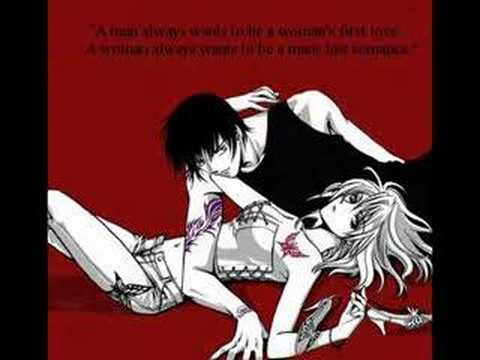 "A man always wants to be a woman's first love.
A woman always wants to be a man's last romance."